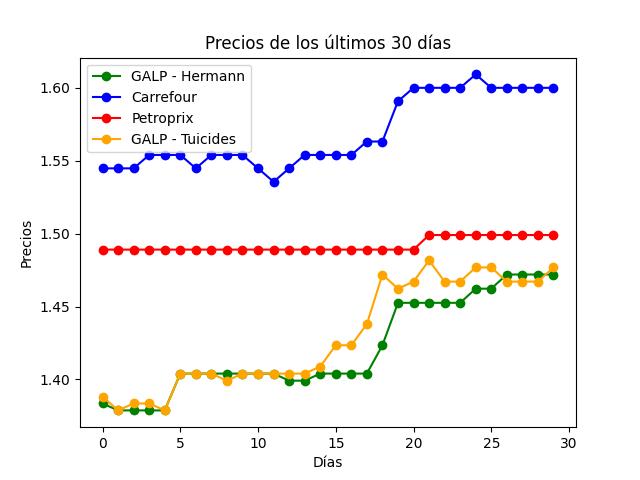 Precios de los últimos 30 días
GALP - Hermann
Carrefour
Petroprix
GALP - Tuicides
1.60
1.55
1.50
1.45
1.40
Precios
0 5 10 15 20 25 30
Días